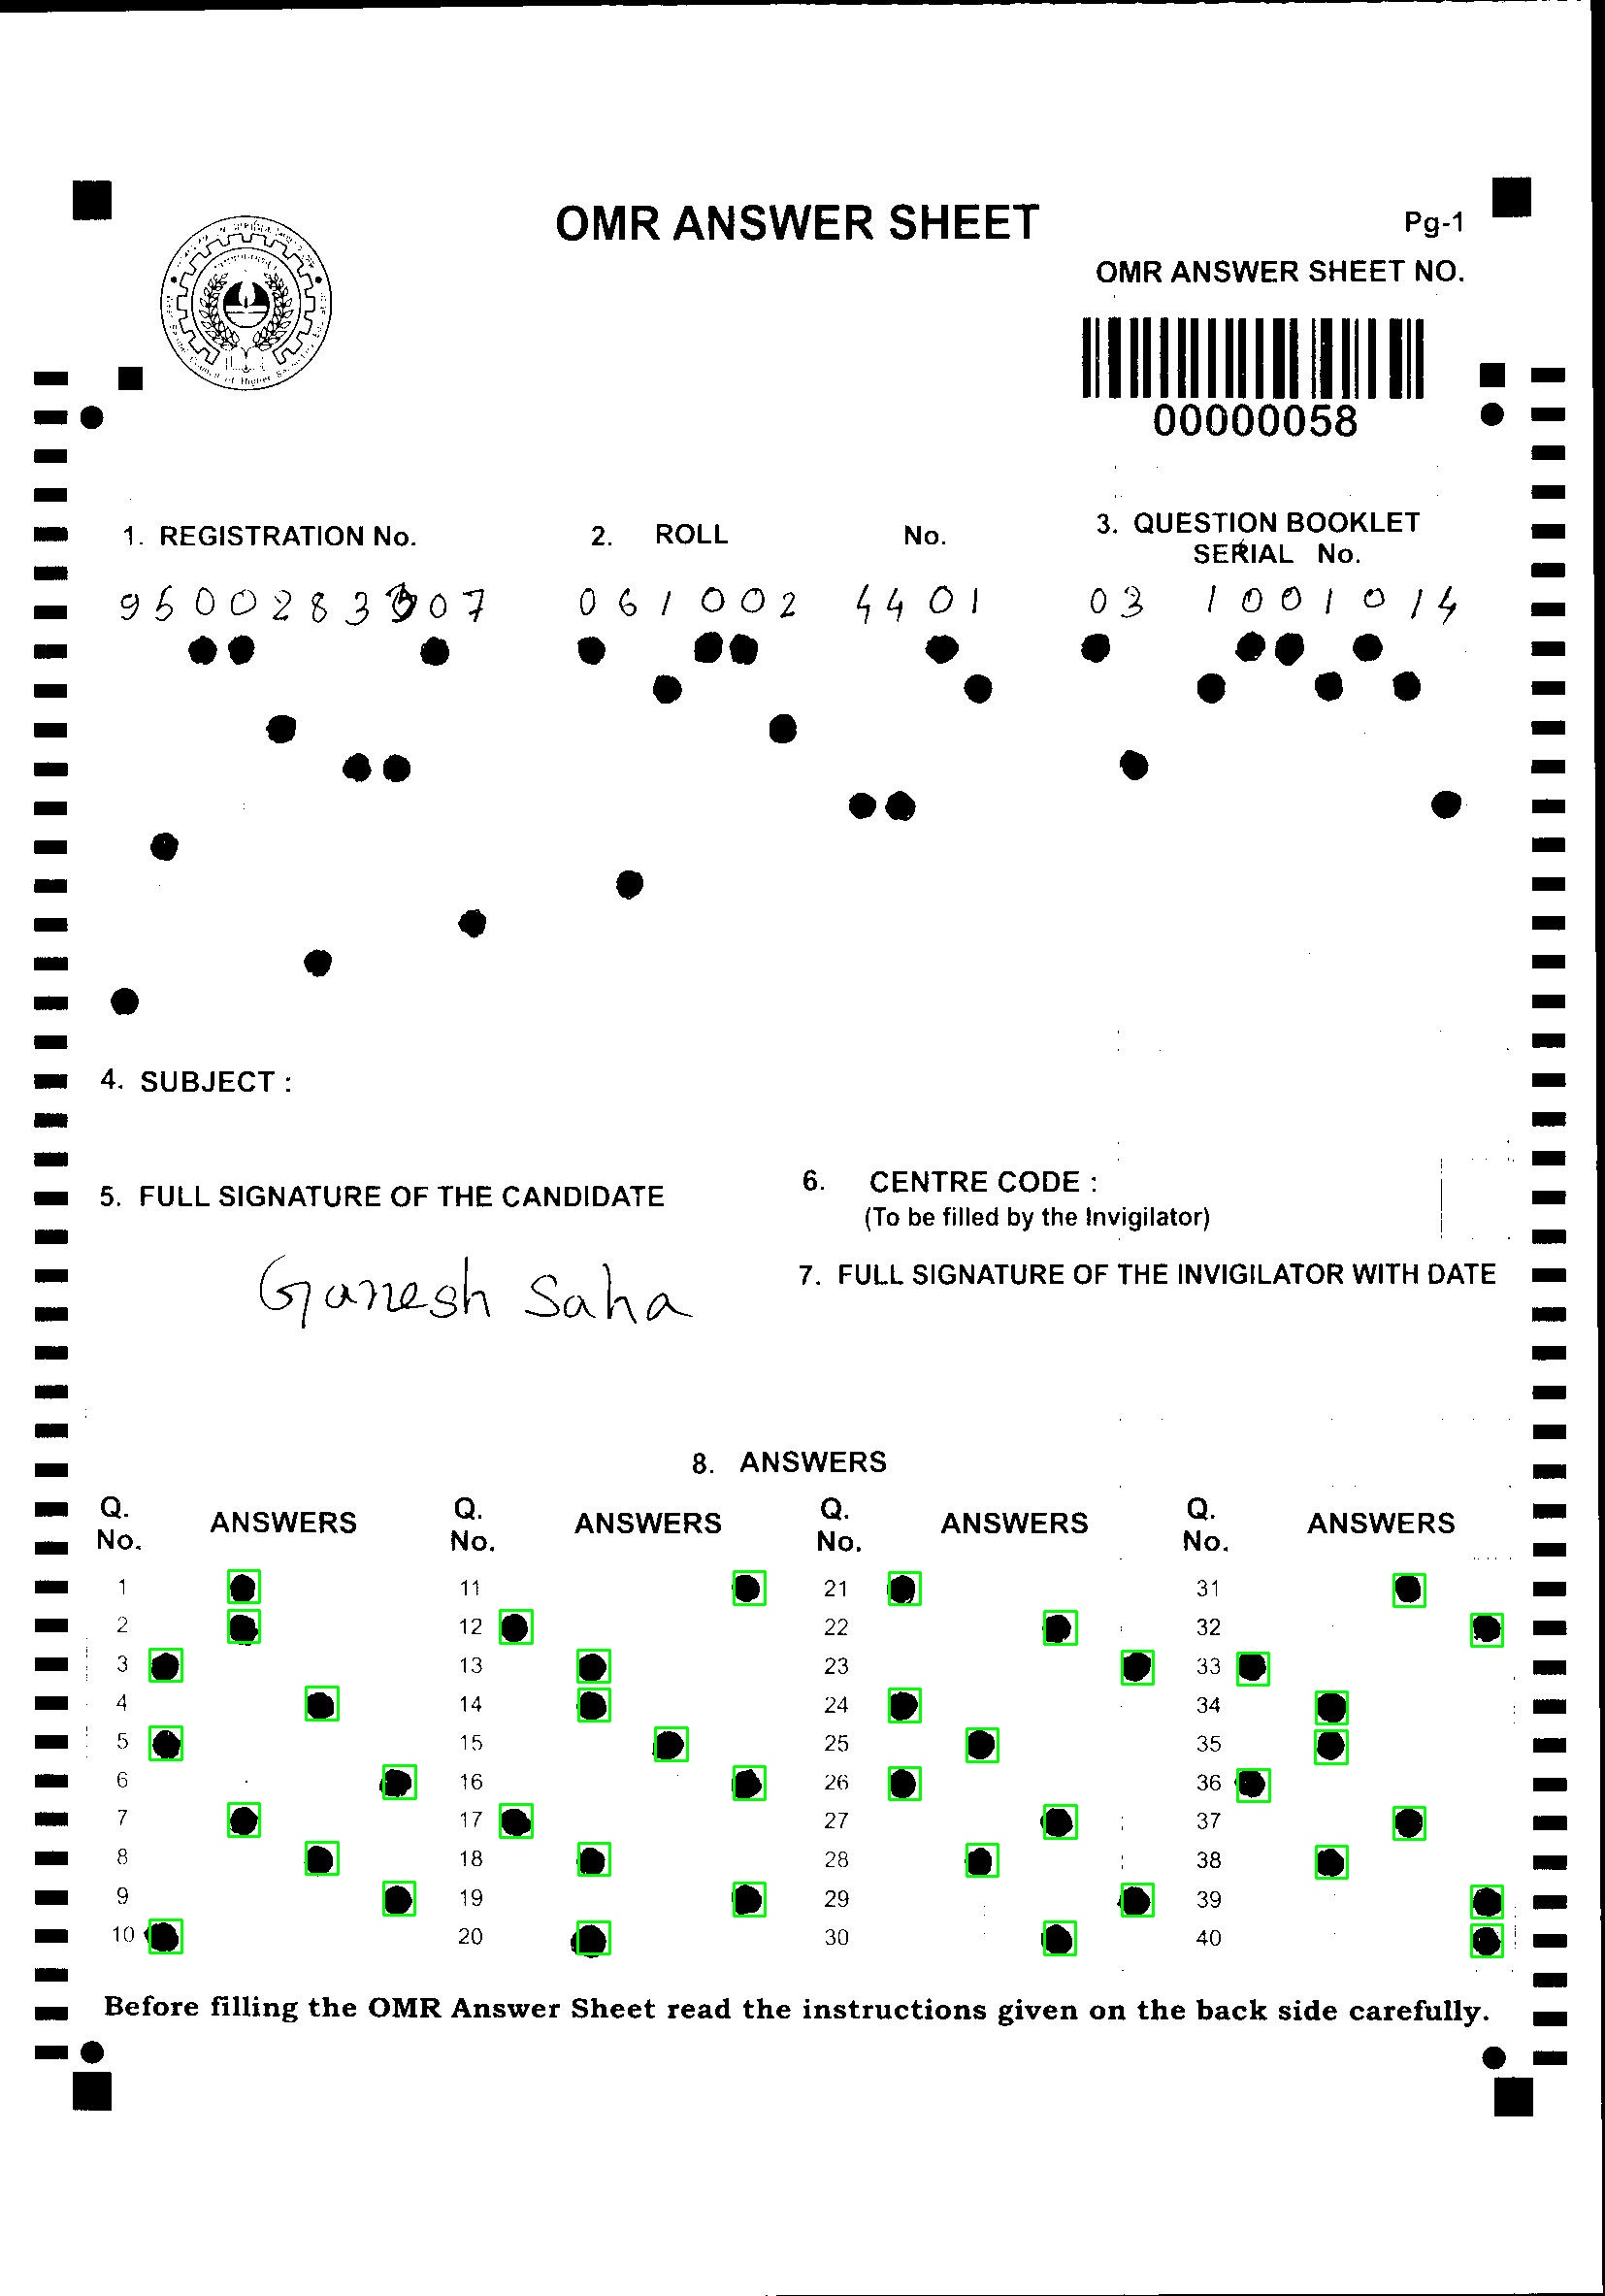 OMR ANSWER SHEET
Pg-1
OMR ANSWER SHEET NO.
00000058
1. REGISTRATION No.
2. ROLL No.
3. QUESTION BOOKLET
SERIAL No.
061002 4401
03 1001014
4. SUBJECT :
5. FULL SIGNATURE OF THE CANDIDATE
6. CENTRE CODE :
(To be filled by the Invigilator)
Ganesh Saha
7. FULL SIGNATURE OF THE INVIGILATOR WITH DATE
8. ANSWERS
Q. No. ANSWERS Q. No. ANSWERS Q. No. ANSWERS Q. No. ANSWERS
1 11 21 31
2 12 22 32
3 13 23 33
4 14 24 34
5 15 25 35
6 16 26 36
7 17 27 37
8 18 28 38
9 19 29 39
10 20 30 40
Before filling the OMR Answer Sheet read the instructions given on the back side carefully.